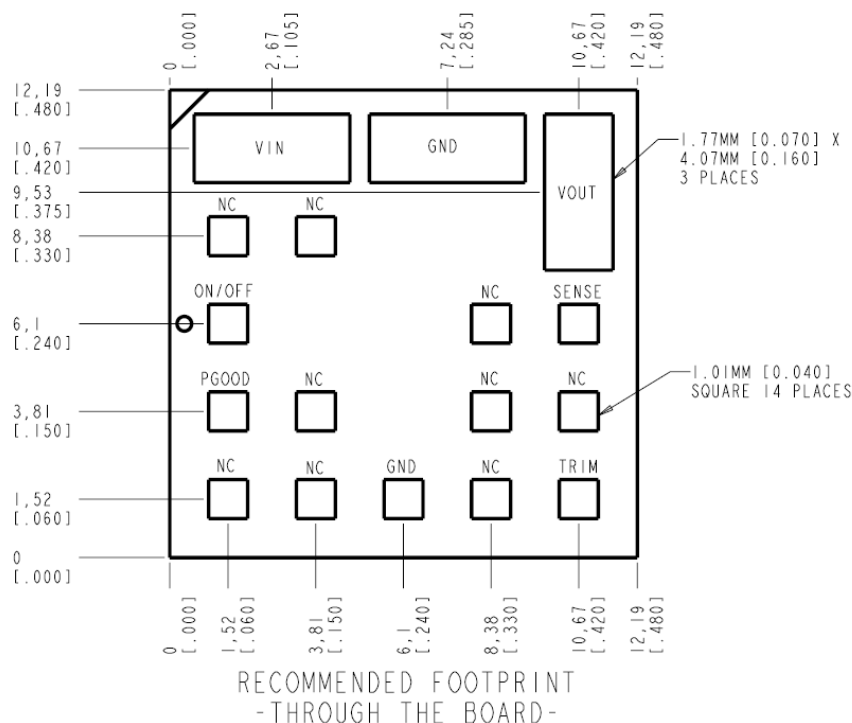 0
[.000]
2,67
[.105]
7,24
[.285]
10,67
[.420]
12,19
[.480]
12,19
[.480]
10,67
[.420]
9,53
[.375]
8,38
[.330]
6,1
[.240]
3,81
[.150]
1,52
[.060]
0
[.000]
VIN
GND
VOUT
1.77MM [0.070] X
4.07MM [0.160]
3 PLACES
NC
NC
ON/OFF
NC
SENSE
PGOOD
NC
NC
NC
1.01MM [0.040]
SQUARE 14 PLACES
NC
NC
GND
NC
TRIM
0
[.000]
1,52
[.060]
3,81
[.150]
6,1
[.240]
8,38
[.330]
10,67
[.420]
12,19
[.480]
RECOMMENDED FOOTPRINT
-THROUGH THE BOARD-